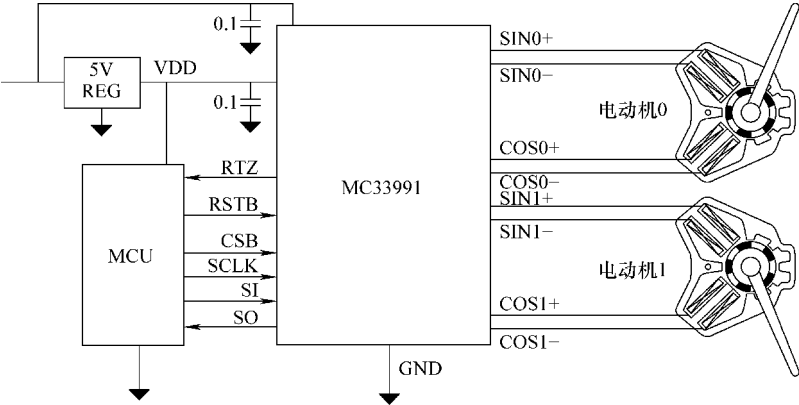 0.1
SIN0+
5V
REG
VDD
SIN0−
0.1
电动机0
COS0+
RTZ
MC33991
COS0−
SIN1+
RSTB
SIN1−
CSB
MCU
SCLK
电动机1
SI
COS1+
SO
COS1−
GND